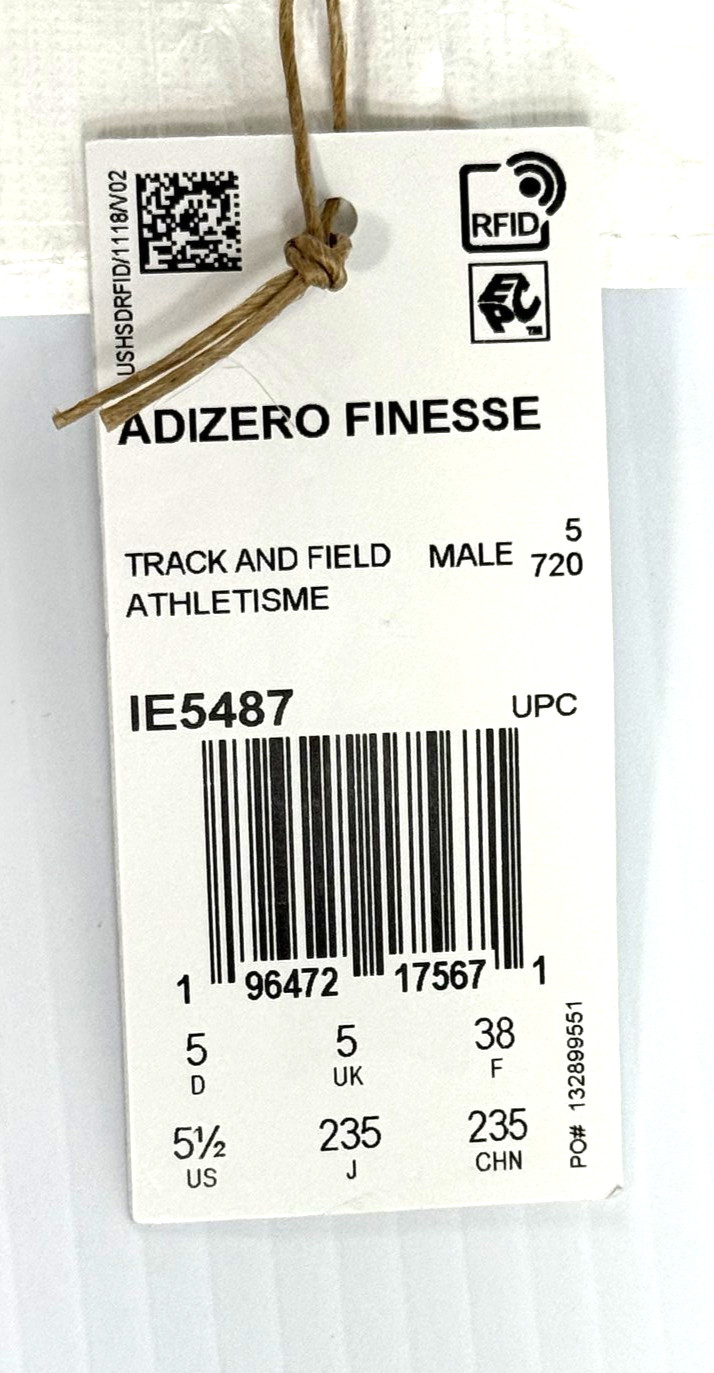 USHSDRFID/1118/V02
RFID
EPC™
ADIZERO FINESSE
5
TRACK AND FIELD MALE 720
ATHLETISME
IE5487 UPC
1 96472 17567 1
5 5 38
D UK F
5½ 235 235
US J CHN
PO# 132899551